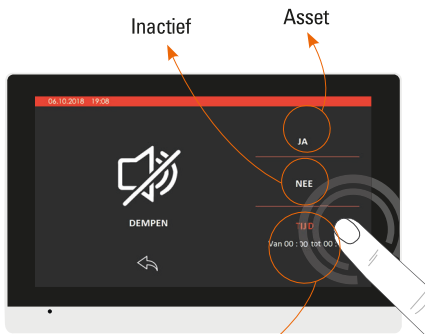 Inactief
Asset
06.10.2018 19:08
JA
NEE
DEMPEN
TIJD
Van 00 : 00 tot 00 :